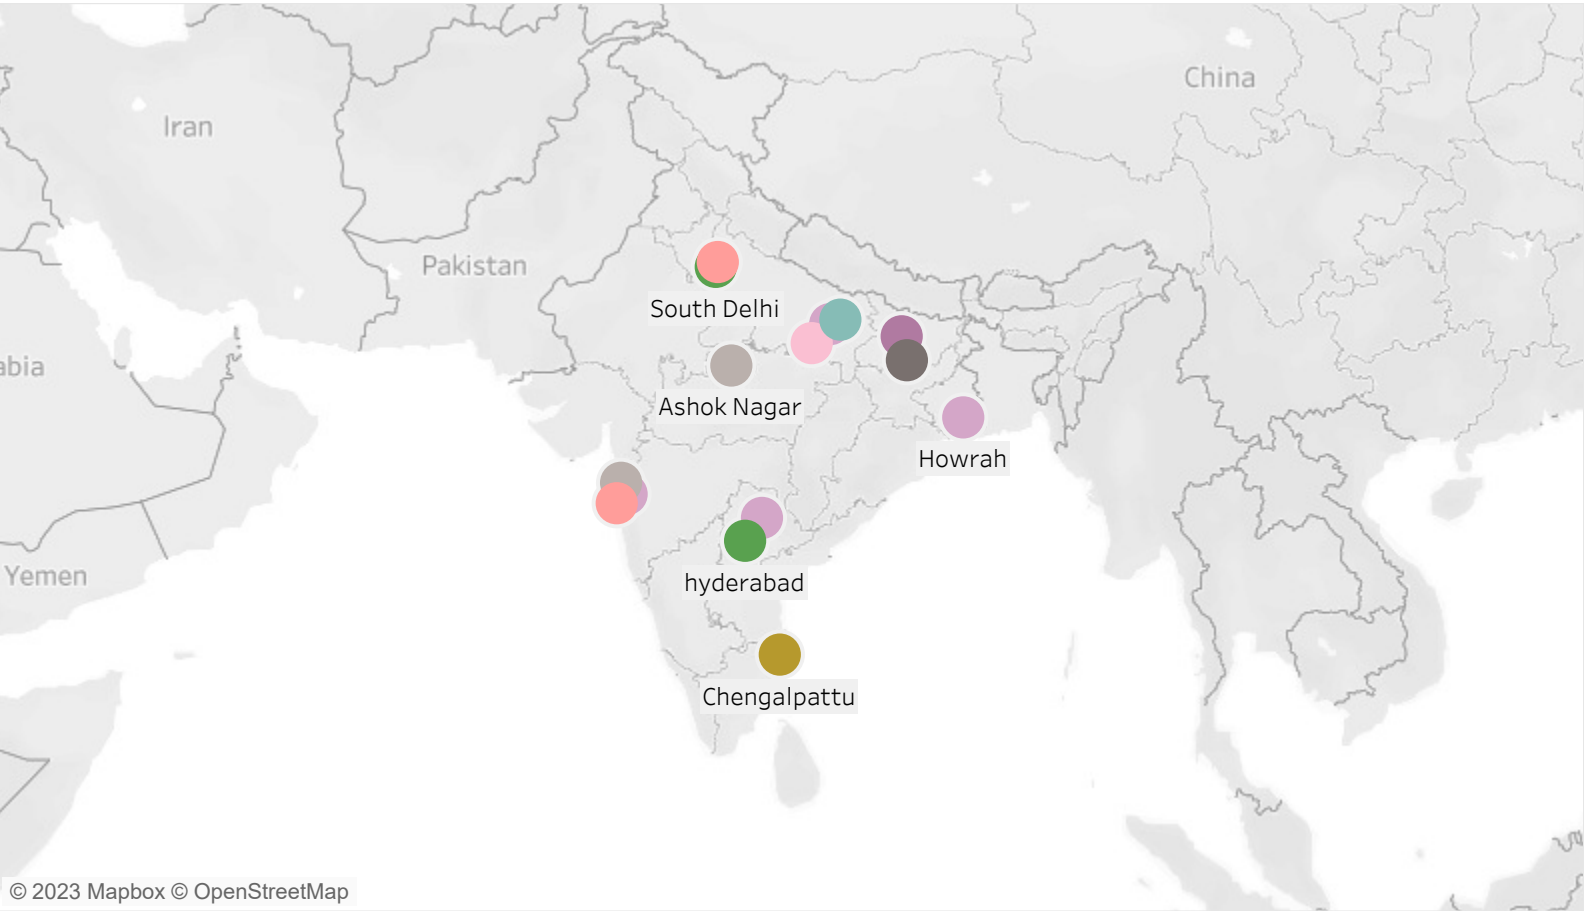 China
Iran
Pakistan
South Delhi
abia
Ashok Nagar
Howrah
Yemen
hyderabad
Chengalpattu
© 2023 Mapbox © OpenStreetMap